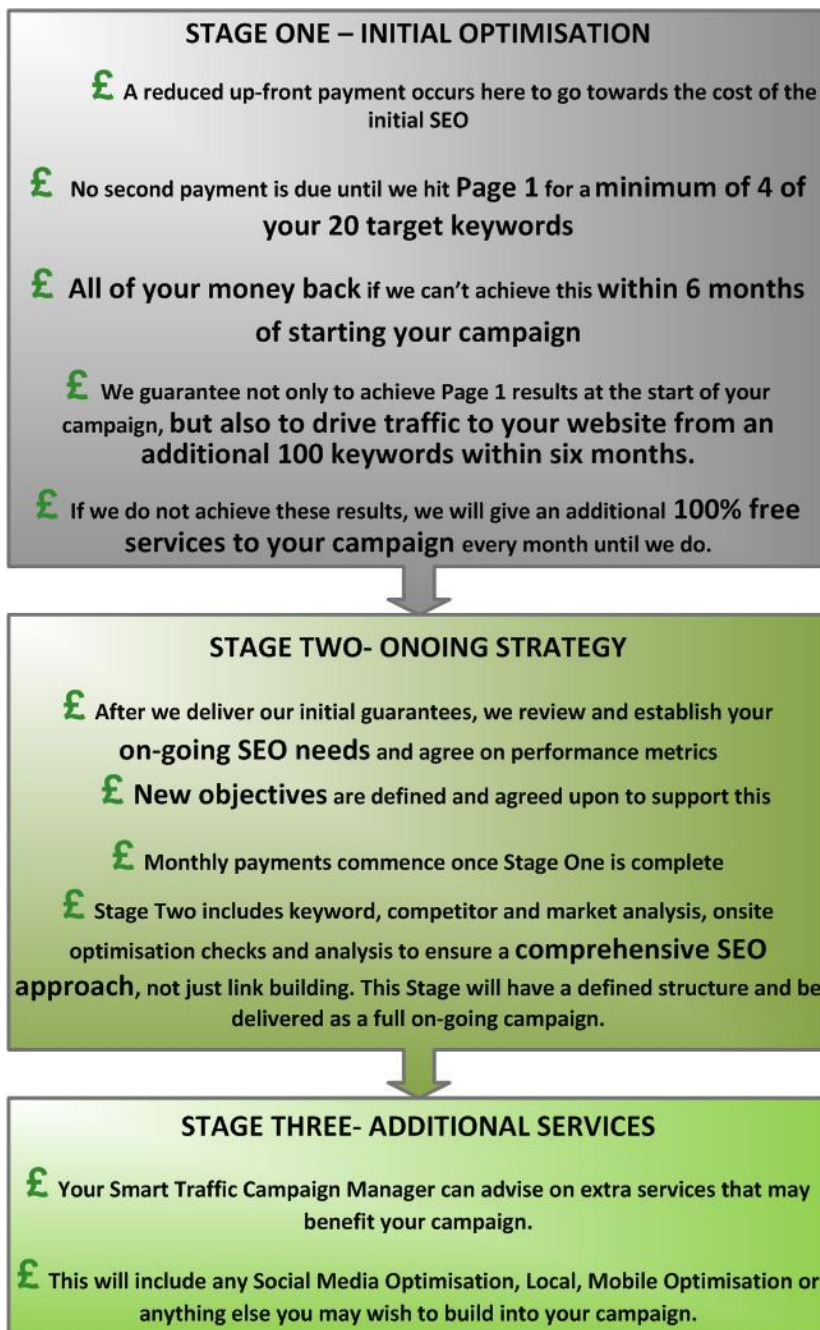 STAGE ONE – INITIAL OPTIMISATION
£ A reduced up-front payment occurs here to go towards the cost of the
initial SEO
£ No second payment is due until we hit Page 1 for a minimum of 4 of
your 20 target keywords
£ All of your money back if we can't achieve this within 6 months
of starting your campaign
£ We guarantee not only to achieve Page 1 results at the start of your
campaign, but also to drive traffic to your website from an
additional 100 keywords within six months.
£ If we do not achieve these results, we will give an additional 100% free
services to your campaign every month until we do.
STAGE TWO- ONOING STRATEGY
£ After we deliver our initial guarantees, we review and establish your
on-going SEO needs and agree on performance metrics
£ New objectives are defined and agreed upon to support this
£ Monthly payments commence once Stage One is complete
£ Stage Two includes keyword, competitor and market analysis, onsite
optimisation checks and analysis to ensure a comprehensive SEO
approach, not just link building. This Stage will have a defined structure and be
delivered as a full on-going campaign.
STAGE THREE- ADDITIONAL SERVICES
£ Your Smart Traffic Campaign Manager can advise on extra services that may
benefit your campaign.
£ This will include any Social Media Optimisation, Local, Mobile Optimisation or
anything else you may wish to build into your campaign.